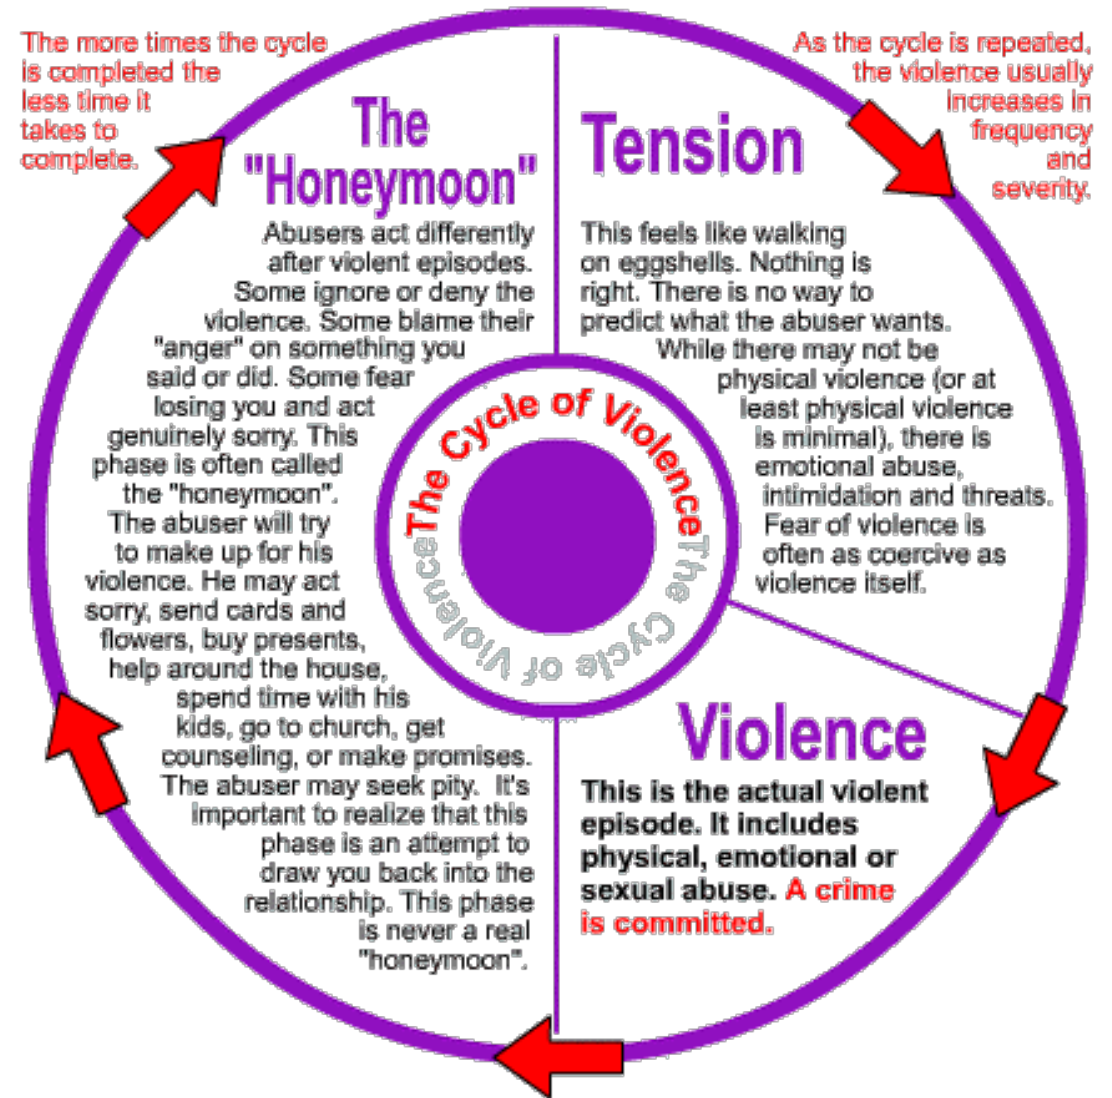 The more times the cycle
is completed the
less time it
takes to
complete.
As the cycle is repeated,
the violence usually
increases in
frequency
and
severity.
The
"Honeymoon"
Abusers act differently
after violent episodes.
Some ignore or deny the
violence. Some blame their
"anger" on something you
said or did. Some fear
losing you and act
genuinely sorry. This
phase is often called
the "honeymoon".
The abuser will try
to make up for his
violence. He may act
sorry, send cards and
flowers, buy presents,
help around the house,
spend time with his
kids, go to church, get
counseling, or make promises.
The abuser may seek pity. It's
important to realize that this
phase is an attempt to
draw you back into the
relationship. This phase
is never a real
"honeymoon".
Tension
This feels like walking
on eggshells. Nothing is
right. There is no way to
predict what the abuser wants.
While there may not be
physical violence (or at
least physical violence
is minimal), there is
emotional abuse,
intimidation and threats.
Fear of violence is
often as coercive as
violence itself.
The Cycle of Violence
The Cycle of Violence
Violence
This is the actual violent
episode. It includes
physical, emotional or
sexual abuse. A crime
is committed.